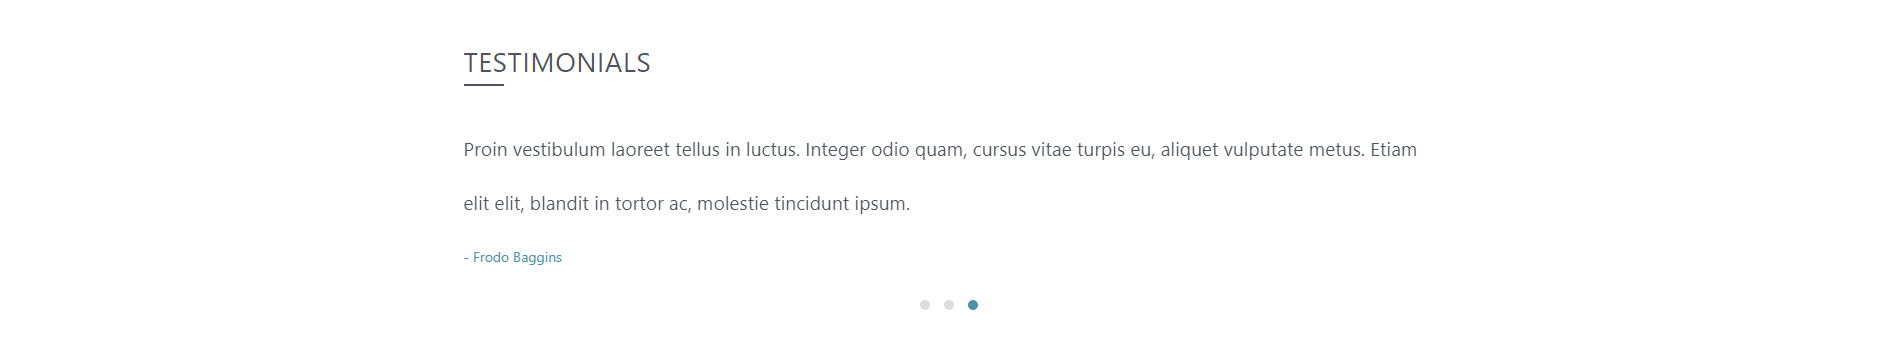 TESTIMONIALS
Proin vestibulum laoreet tellus in luctus. Integer odio quam, cursus vitae turpis eu, aliquet vulputate metus. Etiam
elit elit, blandit in tortor ac, molestie tincidunt ipsum.
- Frodo Baggins